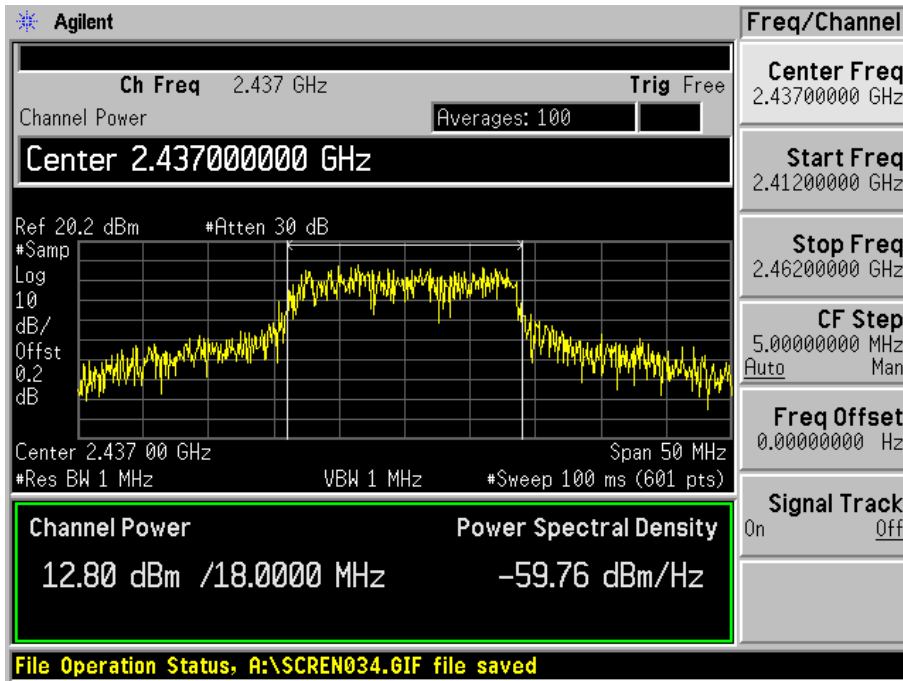 Agilent
Ch Freq 2.437 GHz Trig Free
Channel Power Averages: 100
Center 2.437000000 GHz
Ref 20.2 dBm #Atten 30 dB
#Samp
Log
10
dB/
Offst
0.2
dB
Center 2.437 00 GHz Span 50 MHz
#Res BW 1 MHz VBW 1 MHz #Sweep 100 ms (601 pts)
Channel Power Power Spectral Density
12.80 dBm /18.0000 MHz -59.76 dBm/Hz
File Operation Status, A:\SCREN034.GIF file saved
Freq/Channel
Center Freq
2.43700000 GHz
Start Freq
2.41200000 GHz
Stop Freq
2.46200000 GHz
CF Step
5.00000000 MHz
Auto Man
Freq Offset
0.00000000 Hz
Signal Track
On Off